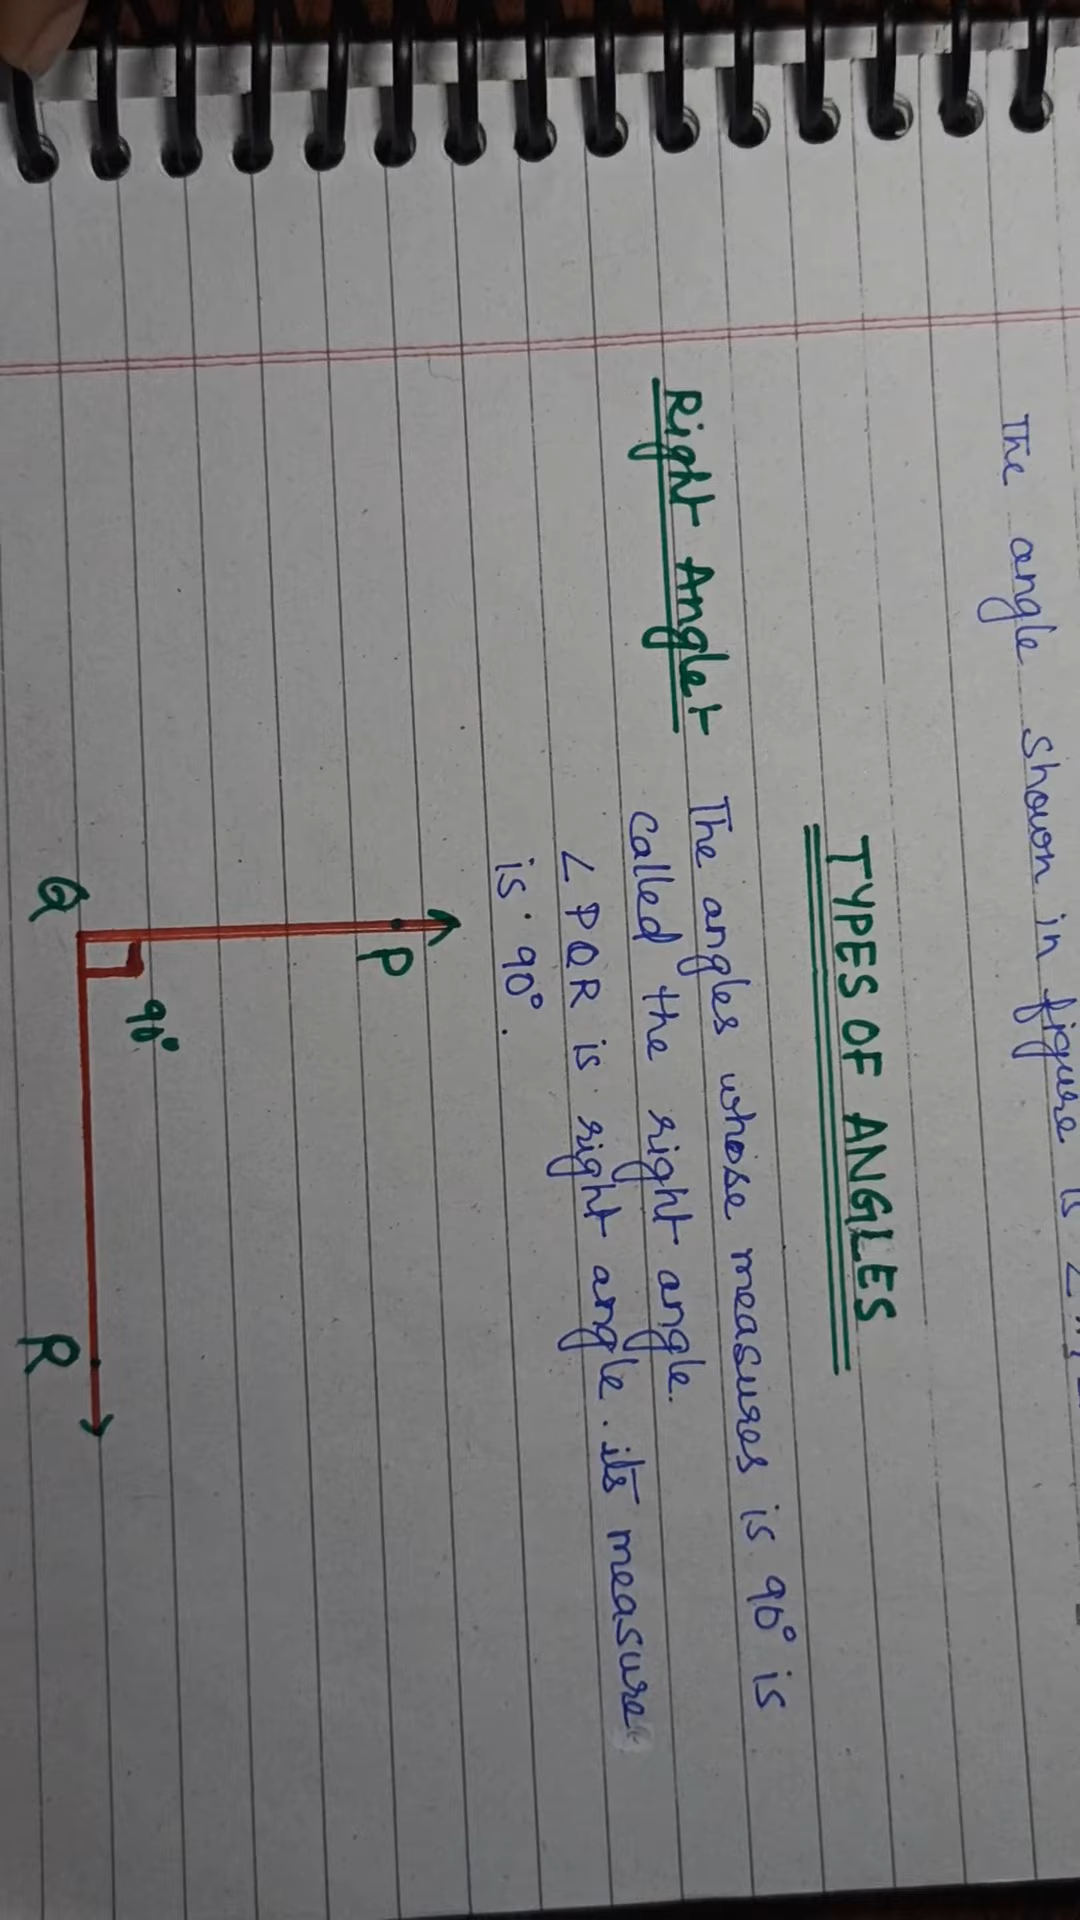 The angle shown in figure is ∠
TYPES OF ANGLES
Right Angle:- The angles whose measures is 90° is
called the right angle.
∠PQR is right angle. its measure
is 90°.
P
90°
Q
R